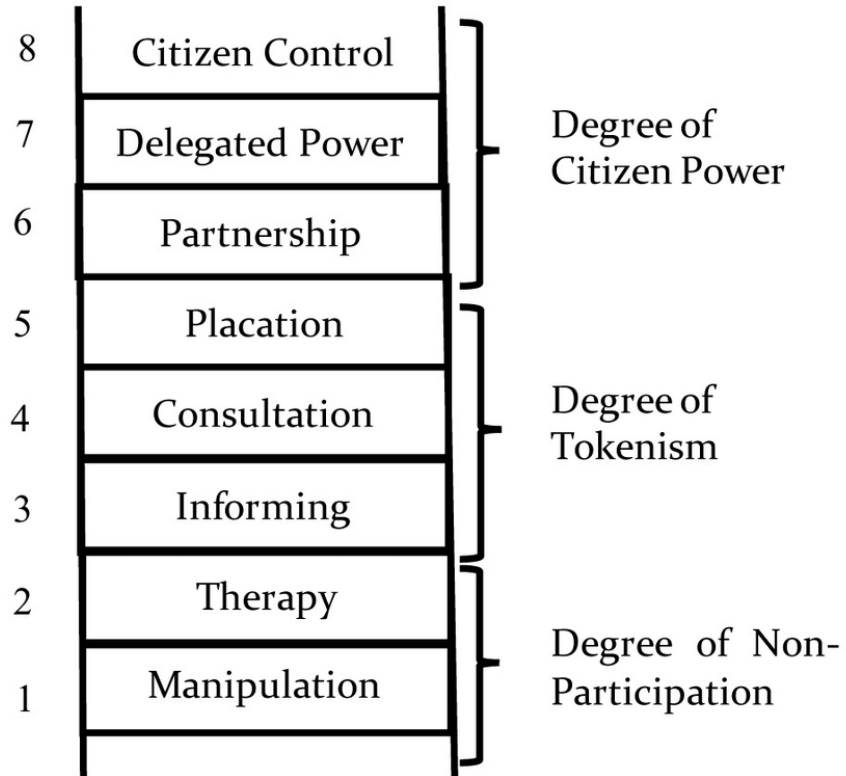 8 Citizen Control
7 Delegated Power
Degree of
Citizen Power
6 Partnership
5 Placation
4 Consultation
Degree of
Tokenism
3 Informing
2 Therapy
1 Manipulation
Degree of Non-
Participation